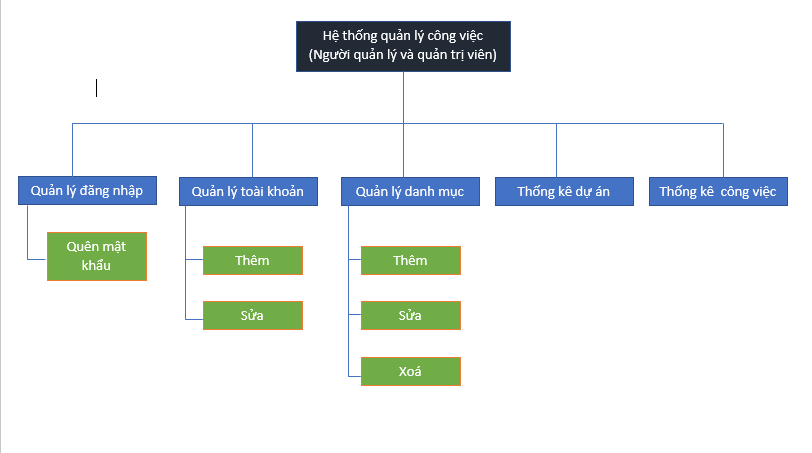 Hệ thống quản lý công việc
(Người quản lý và quản trị viên)
Quản lý đăng nhập
Quản lý toài khoản
Quản lý danh mục
Thống kê dự án
Thống kê công việc
Quên mật
khẩu
Thêm
Thêm
Sửa
Sửa
Xoá